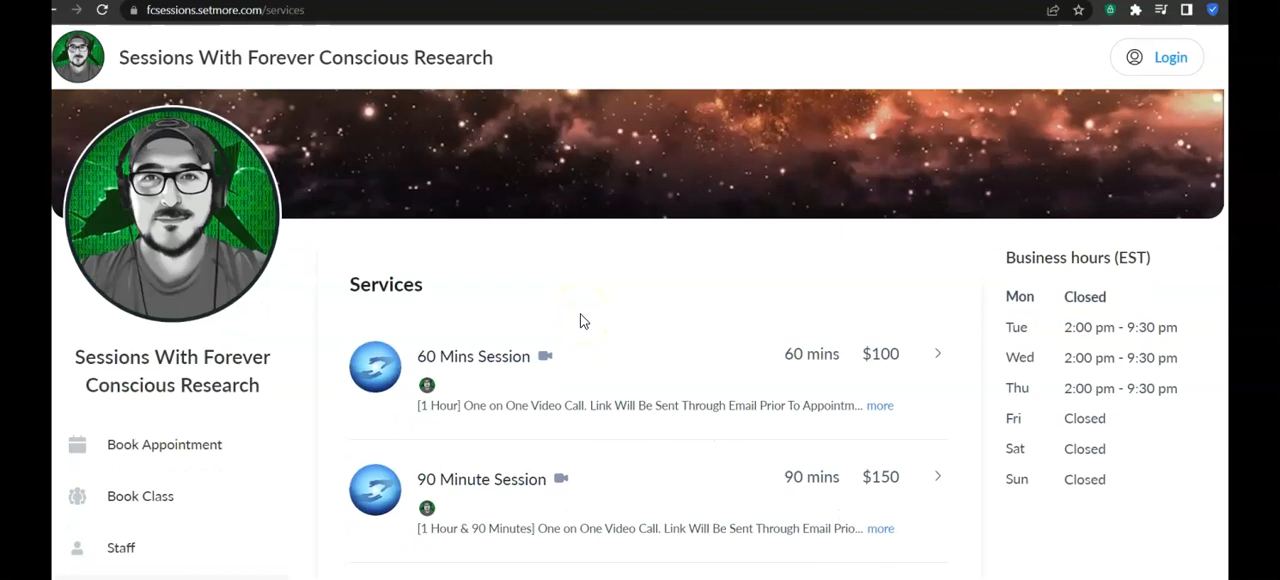 fcsessions.setmore.com/services
Sessions With Forever Conscious Research
Login
Sessions With Forever
Conscious Research
Book Appointment
Book Class
Staff
Services
60 Mins Session
60 mins $100
[1 Hour] One on One Video Call. Link Will Be Sent Through Email Prior To Appointm... more
90 Minute Session
90 mins $150
[1 Hour & 90 Minutes] One on One Video Call. Link Will Be Sent Through Email Prio... more
Business hours (EST)
Mon Closed
Tue 2:00 pm - 9:30 pm
Wed 2:00 pm - 9:30 pm
Thu 2:00 pm - 9:30 pm
Fri Closed
Sat Closed
Sun Closed